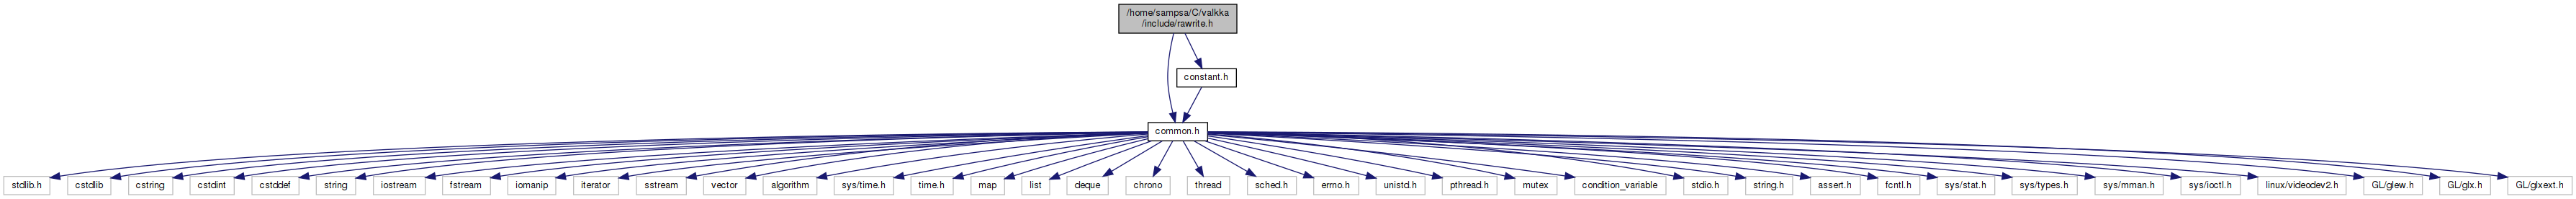 /home/sampsa/C/valkka
/include/rawrite.h
constant.h
common.h
stdlib.h
cstdlib
cstring
cstdint
cstddef
string
iostream
fstream
iomanip
iterator
sstream
vector
algorithm
sys/time.h
time.h
map
list
deque
chrono
thread
sched.h
errno.h
unistd.h
pthread.h
mutex
condition_variable
stdio.h
string.h
assert.h
fcntl.h
sys/stat.h
sys/types.h
sys/mman.h
sys/ioctl.h
linux/videodev2.h
GL/glew.h
GL/glx.h
GL/glxext.h